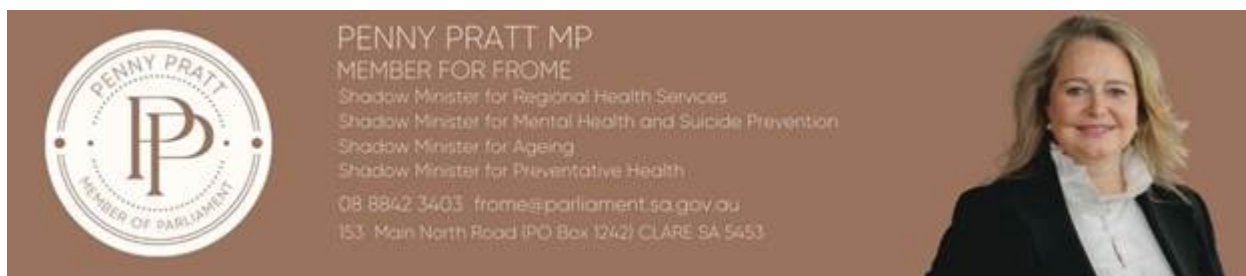 PENNY PRATT
PP
MEMBER OF PARLIAMENT
PENNY PRATT MP
MEMBER FOR FROME
Shadow Minister for Regional Health Services
Shadow Minister for Mental Health and Suicide Prevention
Shadow Minister for Ageing
Shadow Minister for Preventative Health
08 8842 3403 frome@parliament.sa.gov.au
153 Main North Road (PO Box 1242) CLARE SA 5453